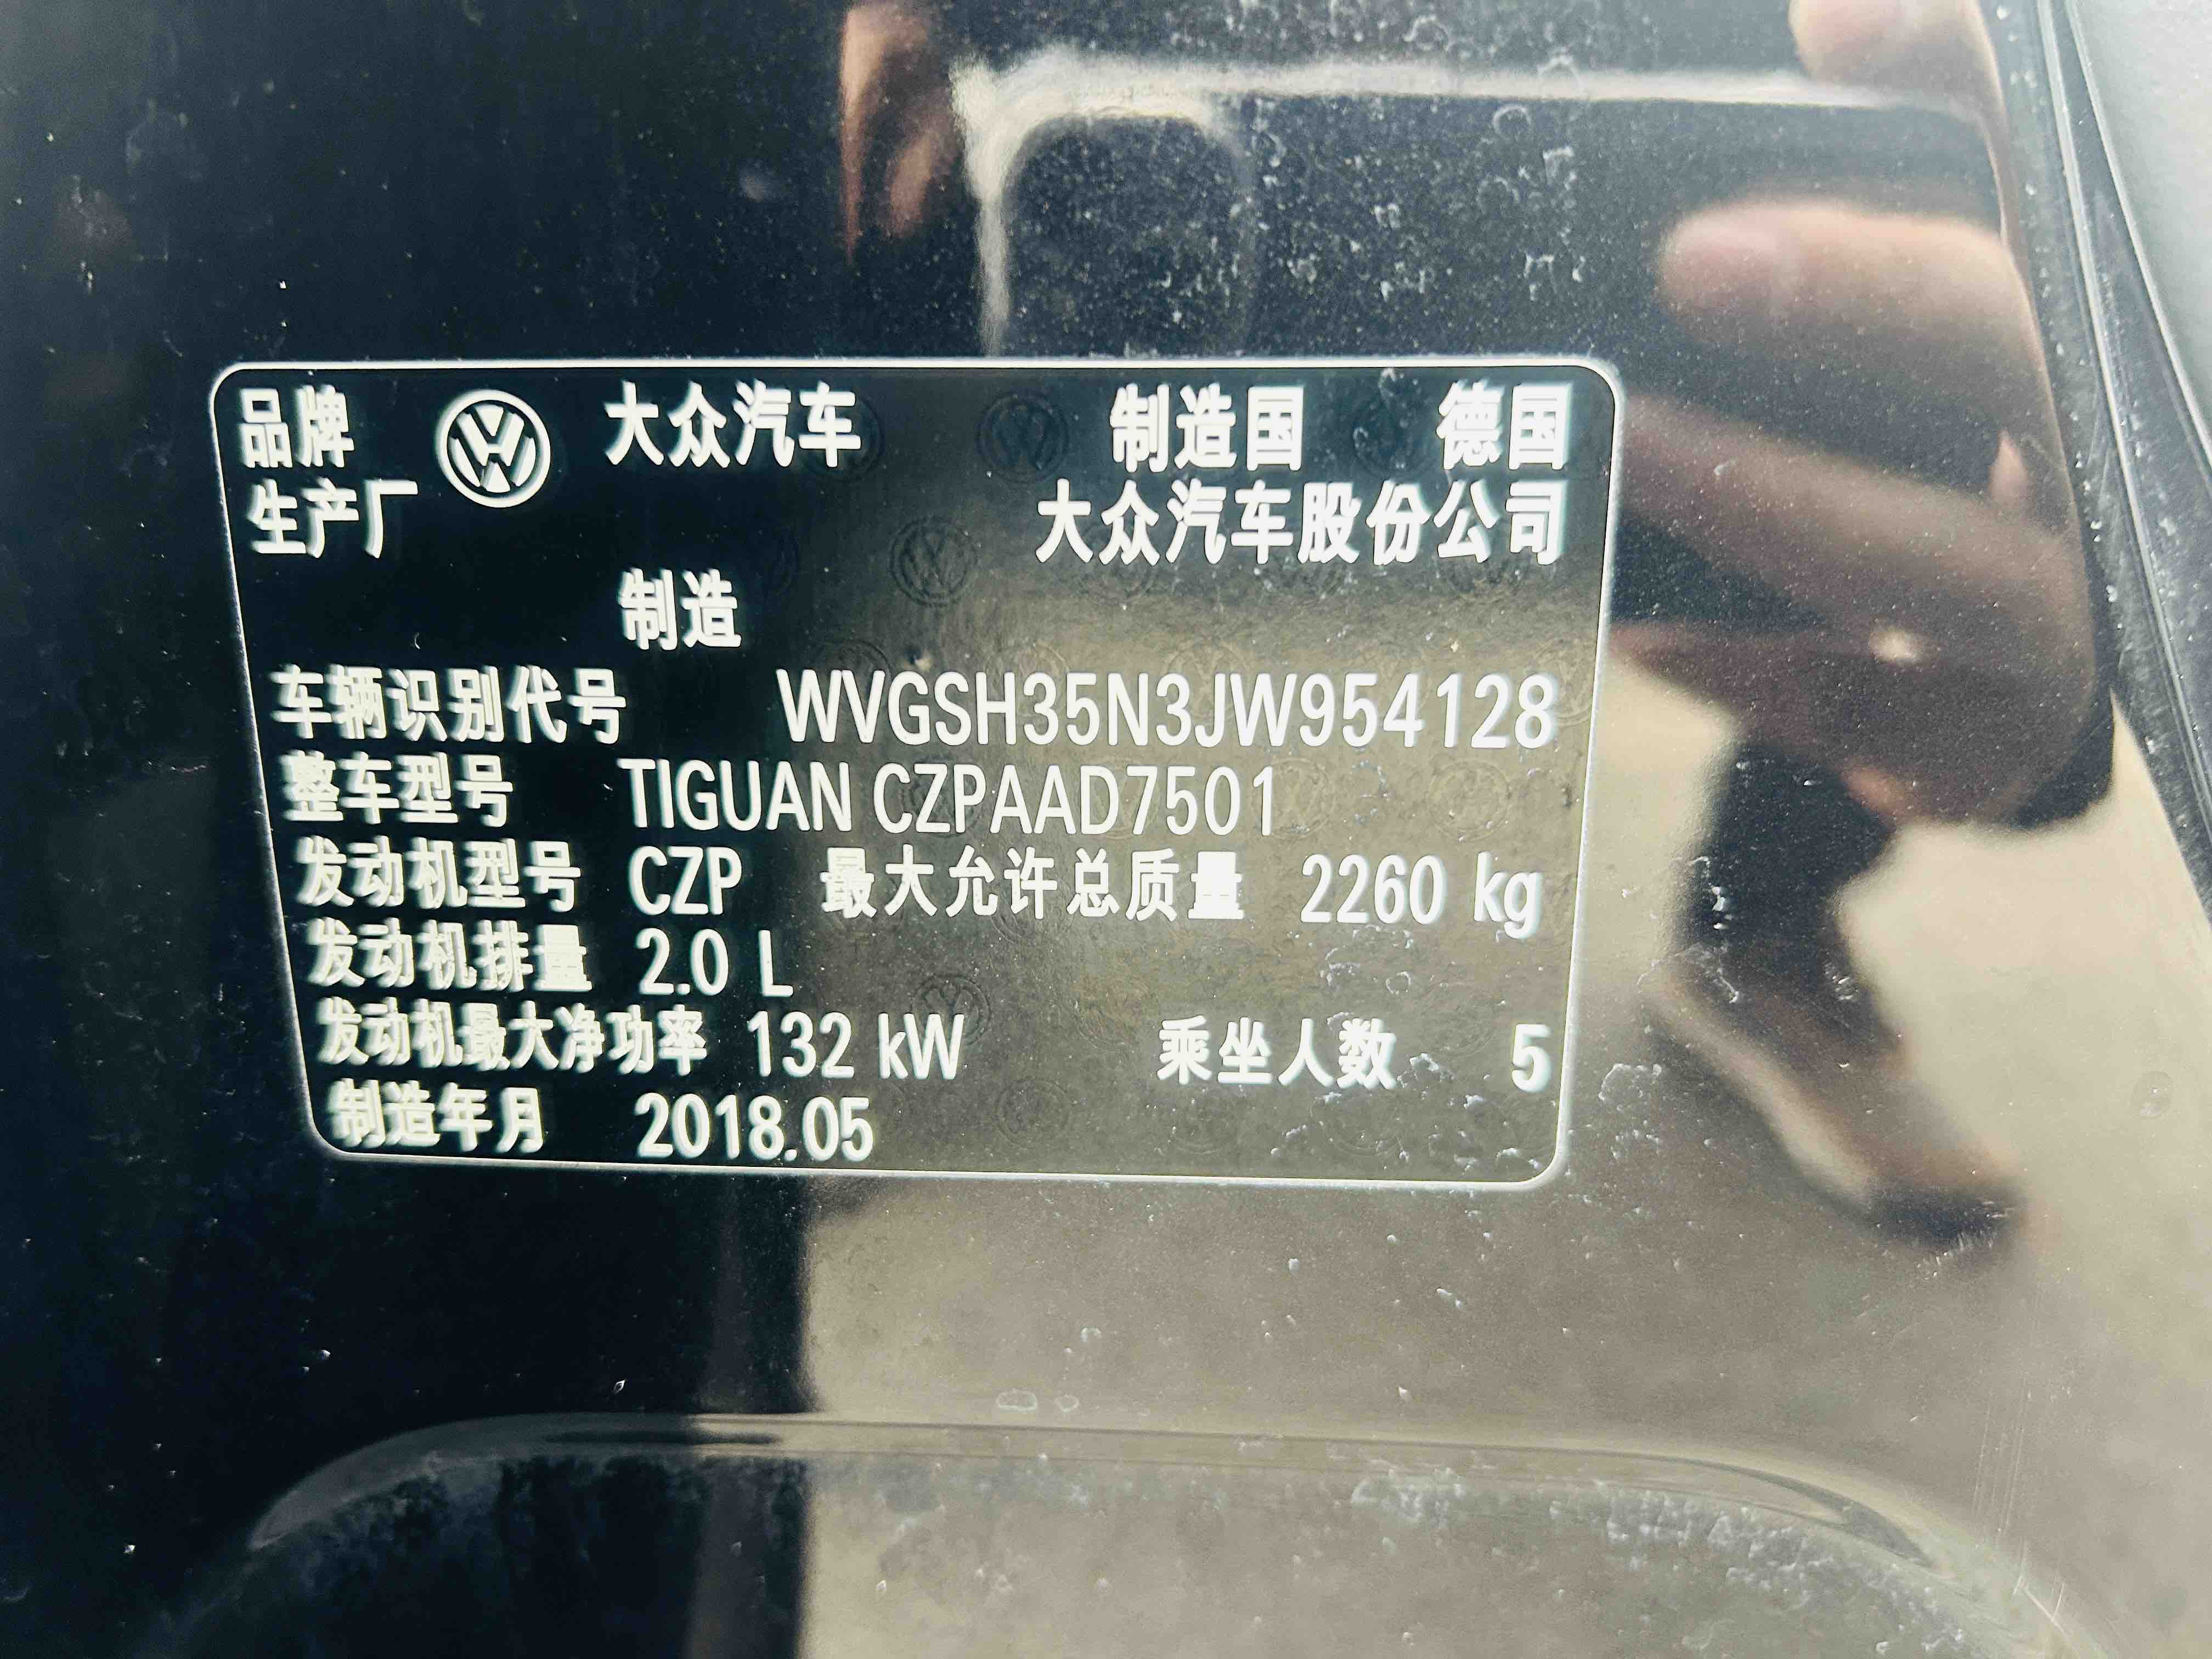 品牌 大众汽车 制造国 德国
生产厂 大众汽车股份公司
制造
车辆识别代号 WVGSH35N3JW954128
整车型号 TIGUAN CZPAAD7501
发动机型号 CZP 最大允许总质量 2260 kg
发动机排量 2.0 L
发动机最大净功率 132 kW 乘坐人数 5
制造年月 2018.05